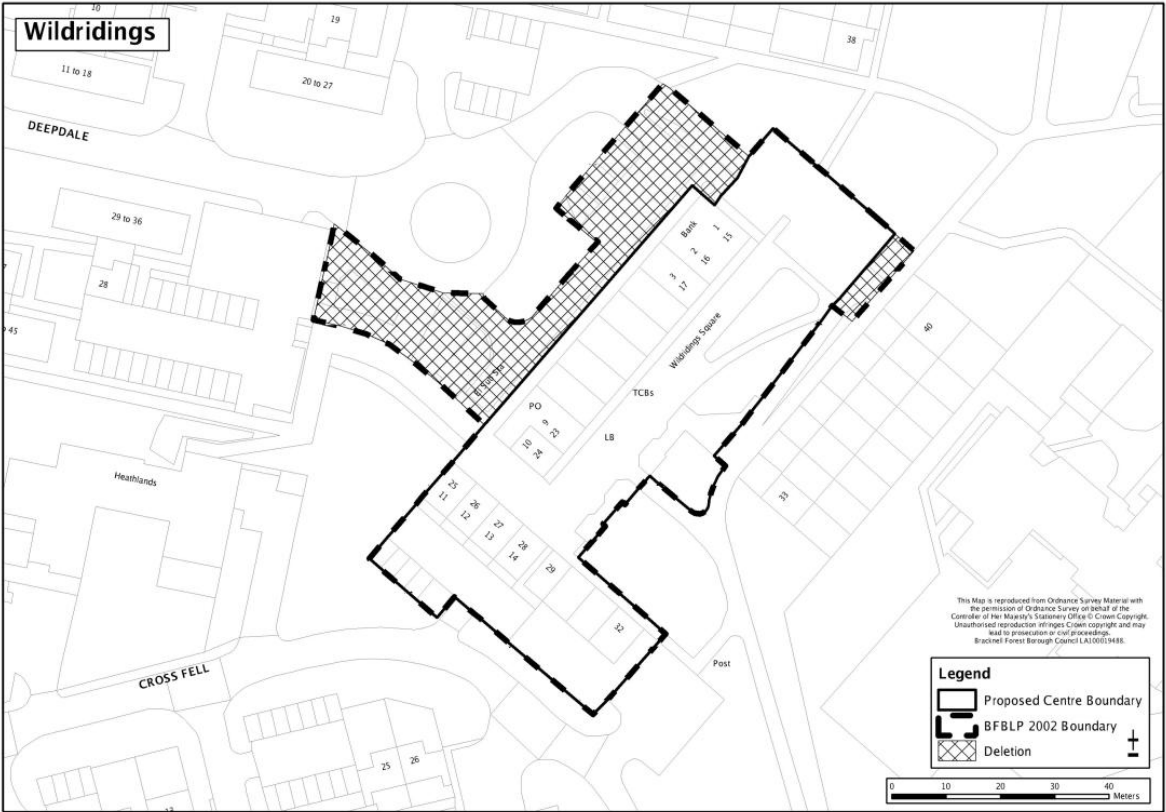 Wildridings
10
19
38
11 to 18
20 to 27
DEEPDALE
29 to 36
28
45
Bank
1
15
2
16
3
17
40
Wildridings Square
El Sub Sta
TCBs
PO
9
23
LB
10
24
33
Heathlands
25
11
26
12
27
13
28
14
29
32
Post
CROSS FELL
25
26
This Map is reproduced from Ordnance Survey Material with
the permission of Ordnance Survey on behalf of the
Controller of Her Majesty's Stationery Office © Crown Copyright.
Unauthorised reproduction infringes Crown copyright and may
lead to prosecution or civil proceedings.
Bracknell Forest Borough Council LA100019488.
Legend
Proposed Centre Boundary
BFBLP 2002 Boundary
Deletion
0 10 20 30 40
Meters